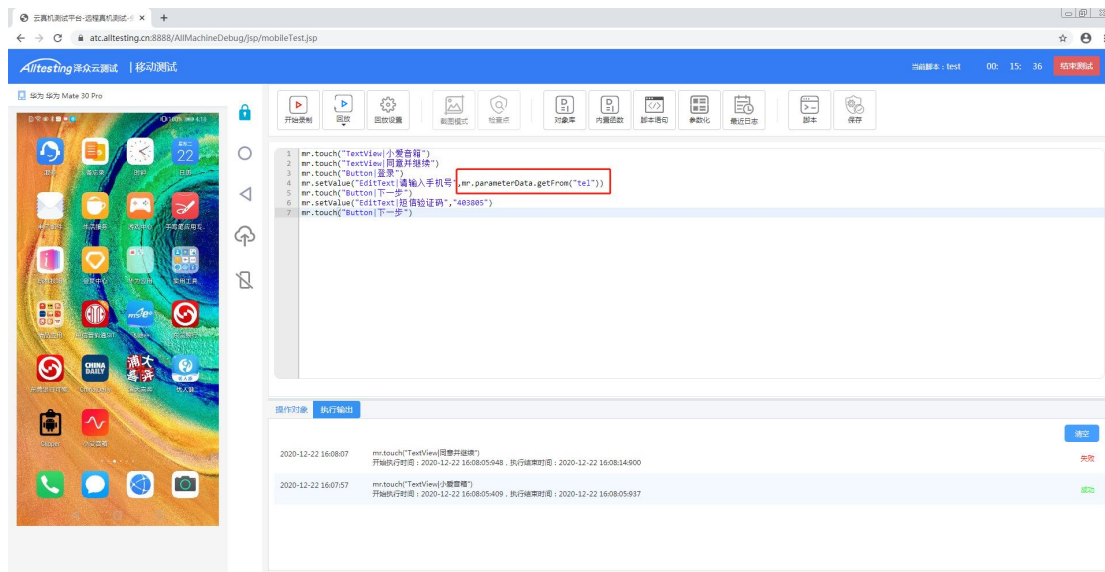 云真机测试平台-远程真机测试-
atc.alltesting.cn:8888/AllMachineDebug/jsp/mobileTest.jsp
Alltesting泽众云测试 | 移动测试
当前脚本：test
00: 15: 36
结束测试
华为 华为 Mate 30 Pro
开始录制
回放
回放设置
截图模式
检查点
对象库
内置函数
脚本语句
参数化
最近日志
脚本
保存
22
CHINA DAILY
1 mr.touch("TextView|小爱音箱")
2 mr.touch("TextView|同意并继续")
3 mr.touch("Button|登录")
4 mr.setValue("EditText|请输入手机号",mr.parameterData.getFrom("tel"))
5 mr.touch("Button|下一步")
6 mr.setValue("EditText|短信验证码","403805")
7 mr.touch("Button|下一步")
操作对象
执行输出
清空
2020-12-22 16:08:07
mr.touch("TextView|同意并继续")
开始执行时间：2020-12-22 16:08:05:948，执行结束时间：2020-12-22 16:08:14:900
失败
2020-12-22 16:07:57
mr.touch("TextView|小爱音箱")
开始执行时间：2020-12-22 16:08:05:409，执行结束时间：2020-12-22 16:08:05:937
成功